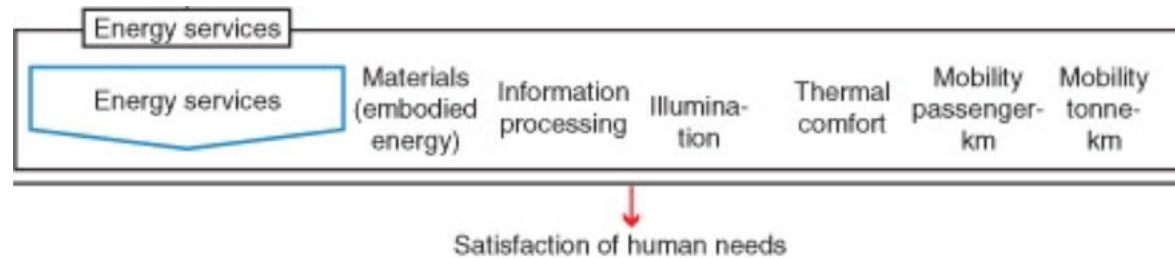 Energy services
Energy services
Materials
(embodied
energy)
Information
processing
Illumina-
tion
Thermal
comfort
Mobility
passenger-
km
Mobility
tonne-
km
Satisfaction of human needs